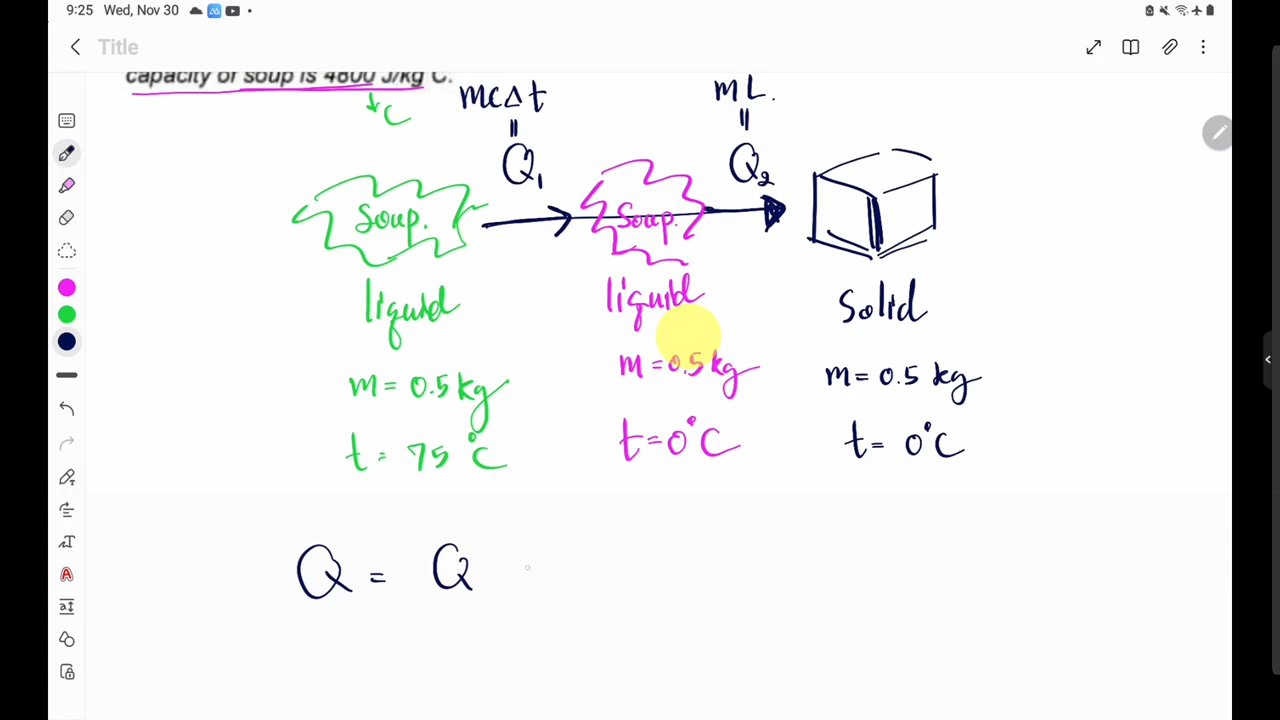 9:25 Wed, Nov 30
Title
capacity of soup is 4800 J/kg C.
C
mcΔt
=
Q1
mL.
=
Q2
Soup.
Soup.
liquid
liquid
Solid
m = 0.5 kg
m = 0.5 kg
m = 0.5 kg
t = 75 °C
t = 0°C
t = 0°C
Q = Q